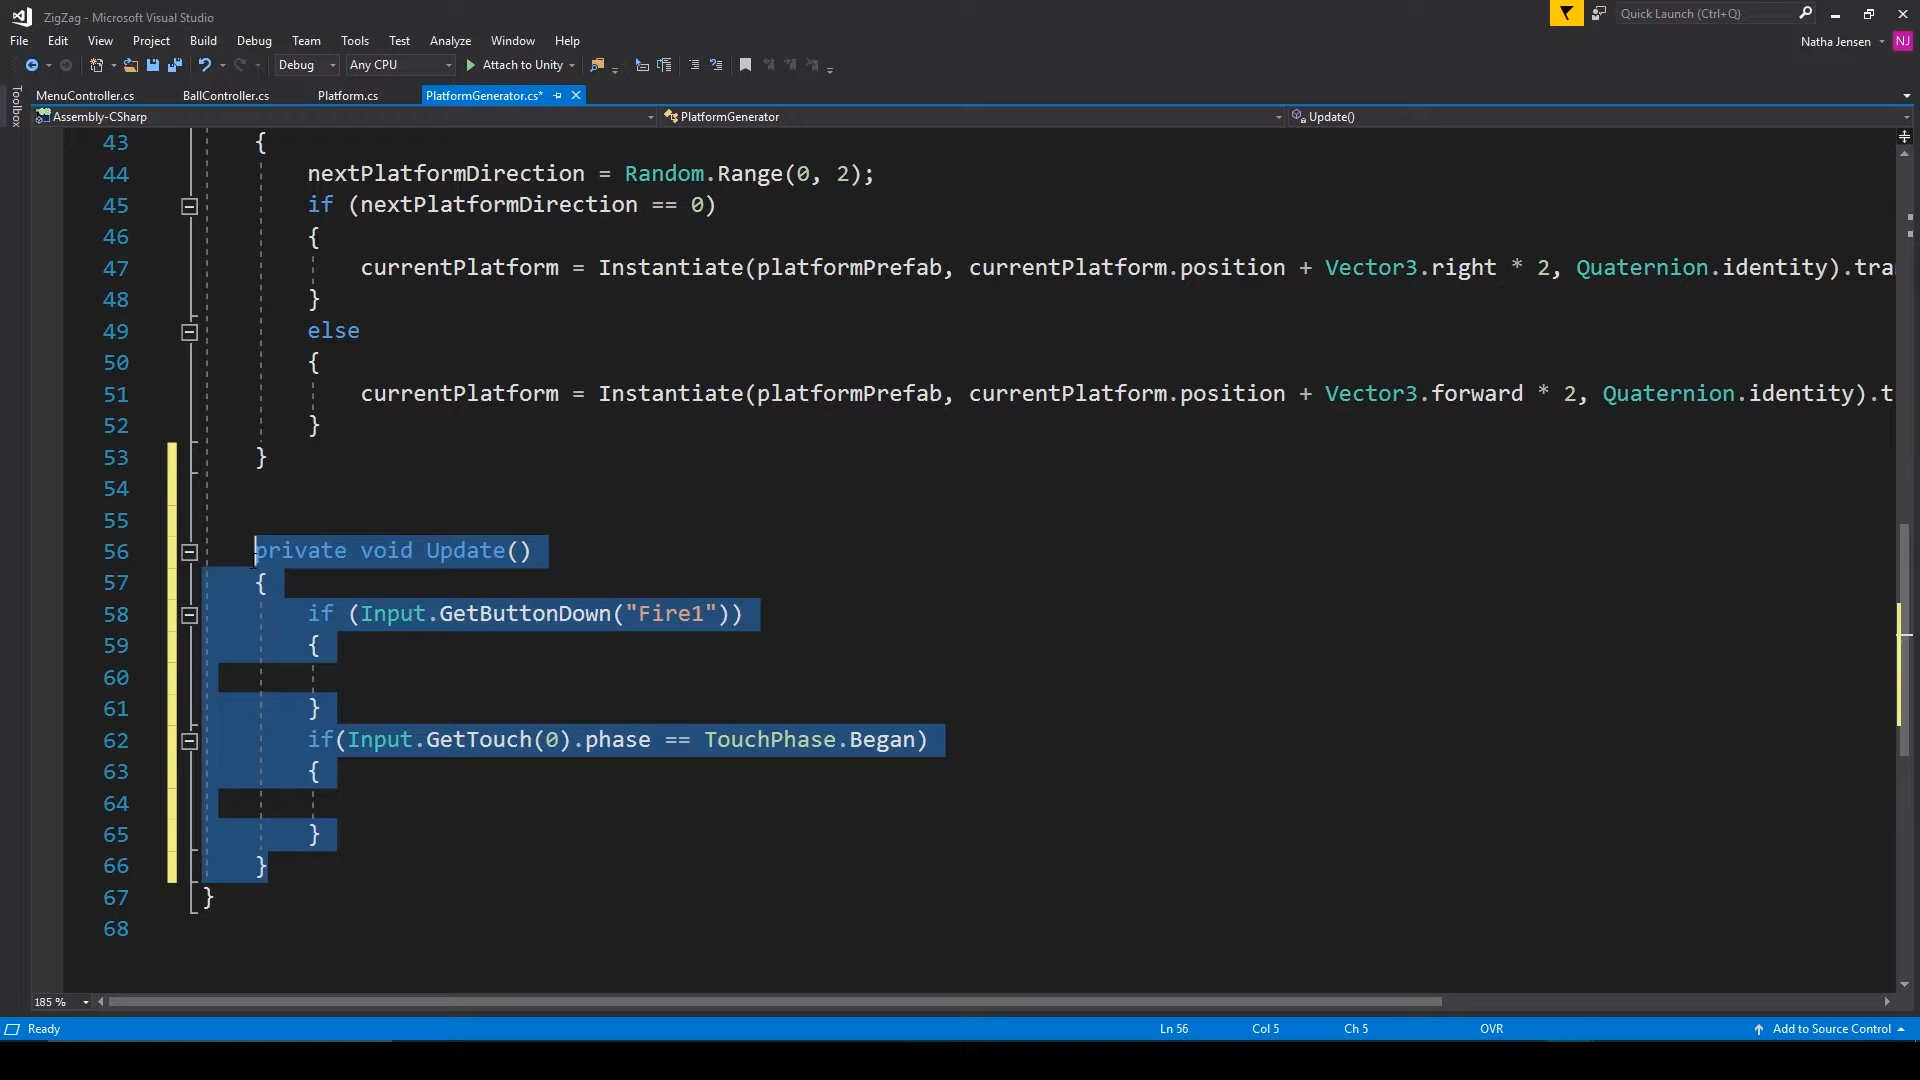 ZigZag - Microsoft Visual Studio
Quick Launch (Ctrl+Q)
File Edit View Project Build Debug Team Tools Test Analyze Window Help
Natha Jensen NJ
Debug Any CPU Attach to Unity
Toolbox
MenuController.cs BallController.cs Platform.cs PlatformGenerator.cs*
Assembly-CSharp PlatformGenerator Update()
43 {
44 nextPlatformDirection = Random.Range(0, 2);
45 if (nextPlatformDirection == 0)
46 {
47 currentPlatform = Instantiate(platformPrefab, currentPlatform.position + Vector3.right * 2, Quaternion.identity).tra
48 }
49 else
50 {
51 currentPlatform = Instantiate(platformPrefab, currentPlatform.position + Vector3.forward * 2, Quaternion.identity).t
52 }
53 }
54
55
56 private void Update()
57 {
58 if (Input.GetButtonDown("Fire1"))
59 {
60
61 }
62 if(Input.GetTouch(0).phase == TouchPhase.Began)
63 {
64
65 }
66 }
67 }
68
185 %
Ready Ln 56 Col 5 Ch 5 OVR Add to Source Control